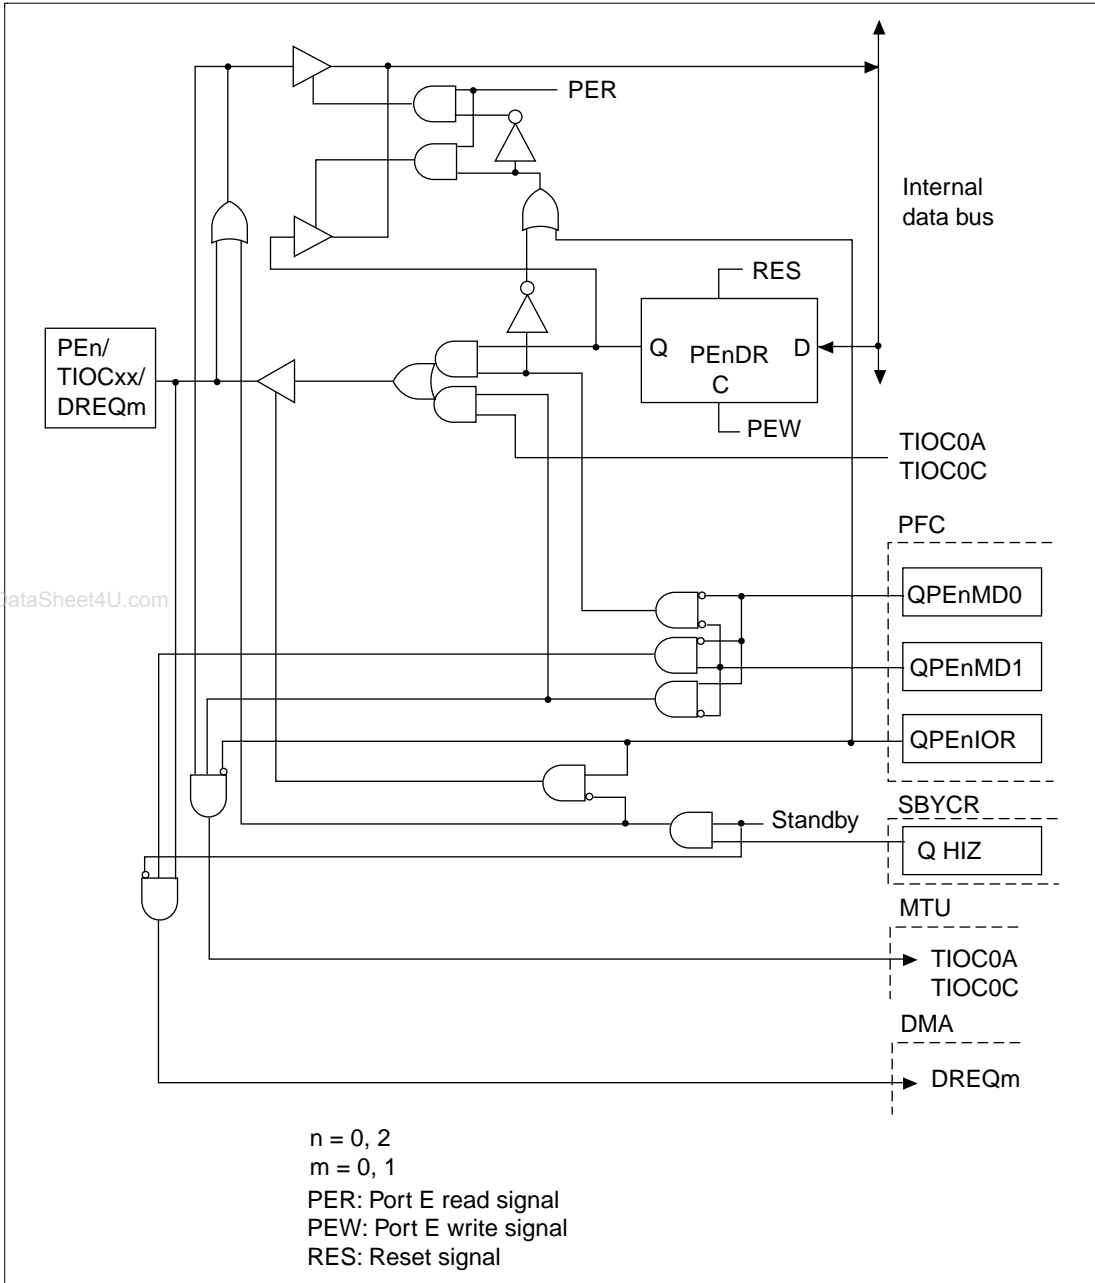 PER
Internal
data bus
RES
PEn/
TIOCxx/
DREQm
Q PEnDR D
C
PEW
TIOC0A
TIOC0C
PFC
QPEnMD0
DataSheet4U.com
QPEnMD1
QPEnIOR
SBYCR
Standby
Q HIZ
MTU
TIOC0A
TIOC0C
DMA
DREQm
n = 0, 2
m = 0, 1
PER: Port E read signal
PEW: Port E write signal
RES: Reset signal